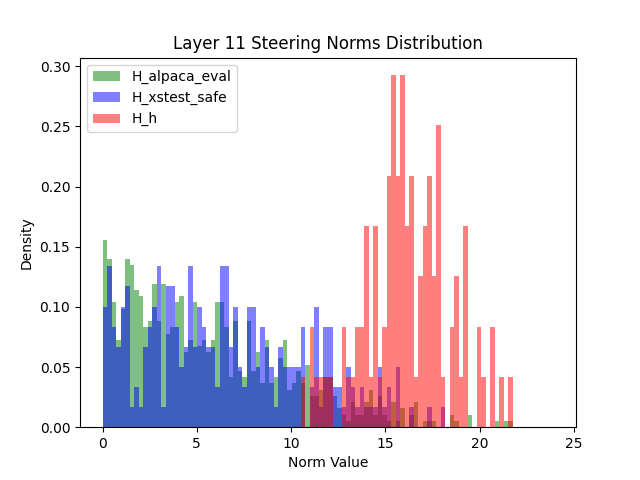 Layer 11 Steering Norms Distribution
H_alpaca_eval
H_xstest_safe
H_h
0.30
0.25
0.20
0.15
0.10
0.05
0.00
Density
0 5 10 15 20 25
Norm Value